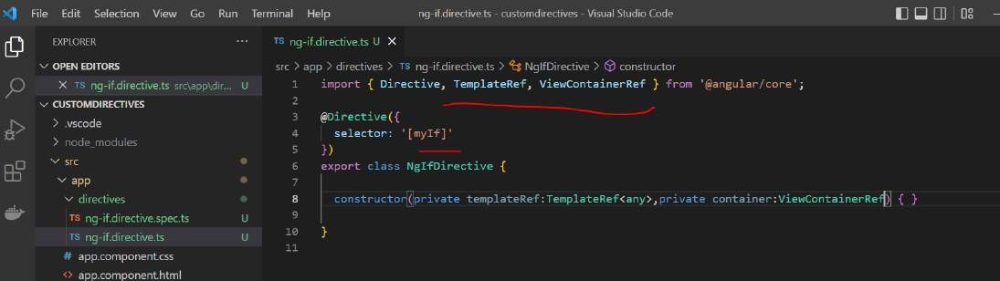 File Edit Selection View Go Run Terminal Help ng-if.directive.ts - customdirectives - Visual Studio Code
EXPLORER ...
TS ng-if.directive.ts U ×
OPEN EDITORS
src > app > directives > TS ng-if.directive.ts > NgIfDirective > constructor
× TS ng-if.directive.ts src\app\dir... U
CUSTOMDIRECTIVES
> .vscode
> node_modules
src
app
directives
TS ng-if.directive.spec.ts U
TS ng-if.directive.ts U
# app.component.css
<> app.component.html
1 import { Directive, TemplateRef, ViewContainerRef } from '@angular/core';
2
3 @Directive({
4 selector: '[myIf]'
5 })
6 export class NgIfDirective {
7
8 constructor(private templateRef:TemplateRef<any>,private container:ViewContainerRef) { }
9
10 }
11